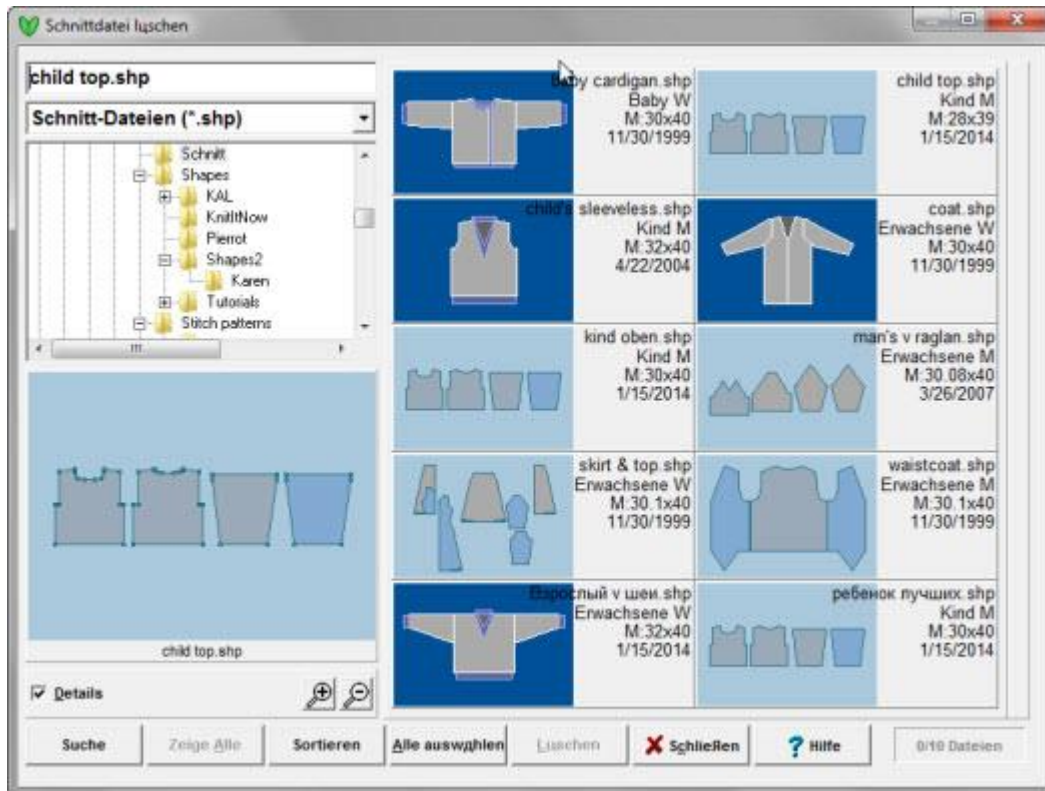 Schnittdatei lцschen
child top.shp
Schnitt-Dateien (*.shp)
Schnitt
Shapes
KAL
KnitItNow
Pierrot
Shapes2
Karen
Tutorials
Stitch patterns
child top.shp
Details
baby cardigan.shp
Baby W
M:30x40
11/30/1999
child top.shp
Kind M
M:28x39
1/15/2014
child's sleeveless.shp
Kind M
M:32x40
4/22/2004
coat.shp
Erwachsene W
M:30x40
11/30/1999
kind oben.shp
Kind M
M:30x40
1/15/2014
man's v raglan.shp
Erwachsene M
M:30.08x40
3/26/2007
skirt & top.shp
Erwachsene W
M:30.1x40
11/30/1999
waistcoat.shp
Erwachsene M
M:30.1x40
11/30/1999
Взрослый v шеи.shp
Erwachsene W
M:32x40
1/15/2014
ребенок лучших.shp
Kind M
M:30x40
1/15/2014
Suche
Zeige Alle
Sortieren
Alle auswдhlen
Lцschen
SchlieЯen
Hilfe
0/10 Dateien